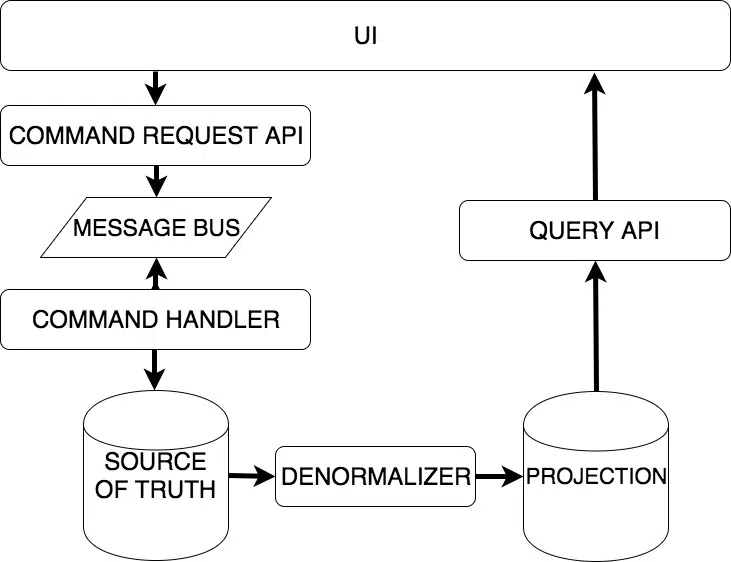 UI
COMMAND REQUEST API
MESSAGE BUS
QUERY API
COMMAND HANDLER
SOURCE
OF TRUTH
DENORMALIZER
PROJECTION